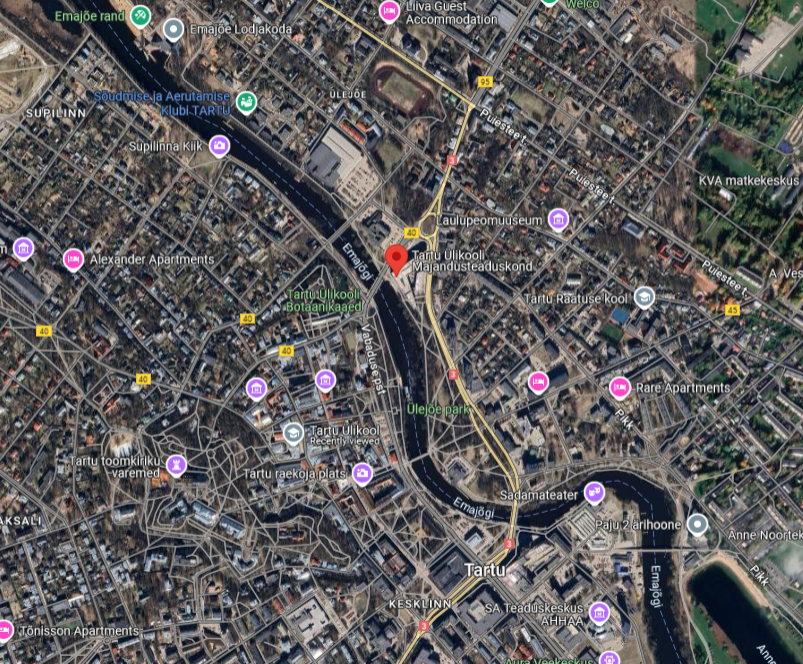 Liiva Guest
Accommodation
Welco
Emajõe rand
Emajõe Lodjakoda
95
Sõudmise ja Aerutamise
Klubi TARTU
ÜLEJÕE
SUPILINN
Puiestee t.
Supilinna Kiik
3
Puiestee t.
KVA matkekeskus
Laulupeomuuseum
40
m
Alexander Apartments
Emajõgi
Tartu Ülikooli
Majandusteaduskond
Puiestee t.
A. Ves
Tartu Ülikooli
Botaanikaaed
Tartu Raatuse kool
45
40
40
40
40
Vabaduse pst
3
Rare Apartments
Ülejõe park
Pikk
Tartu Ülikool
Recently viewed
Tartu toomkiriku
varemed
Tartu raekoja plats
Sadamateater
Emajõgi
AKSALI
Paju 2 ärihoone
Anne Noortek
3
Tartu
Emajõgi
Pikk
KESKLINN
SA Teaduskeskus
AHHAA
3
Tõnisson Apartments
Anne
Aura Veekeskus